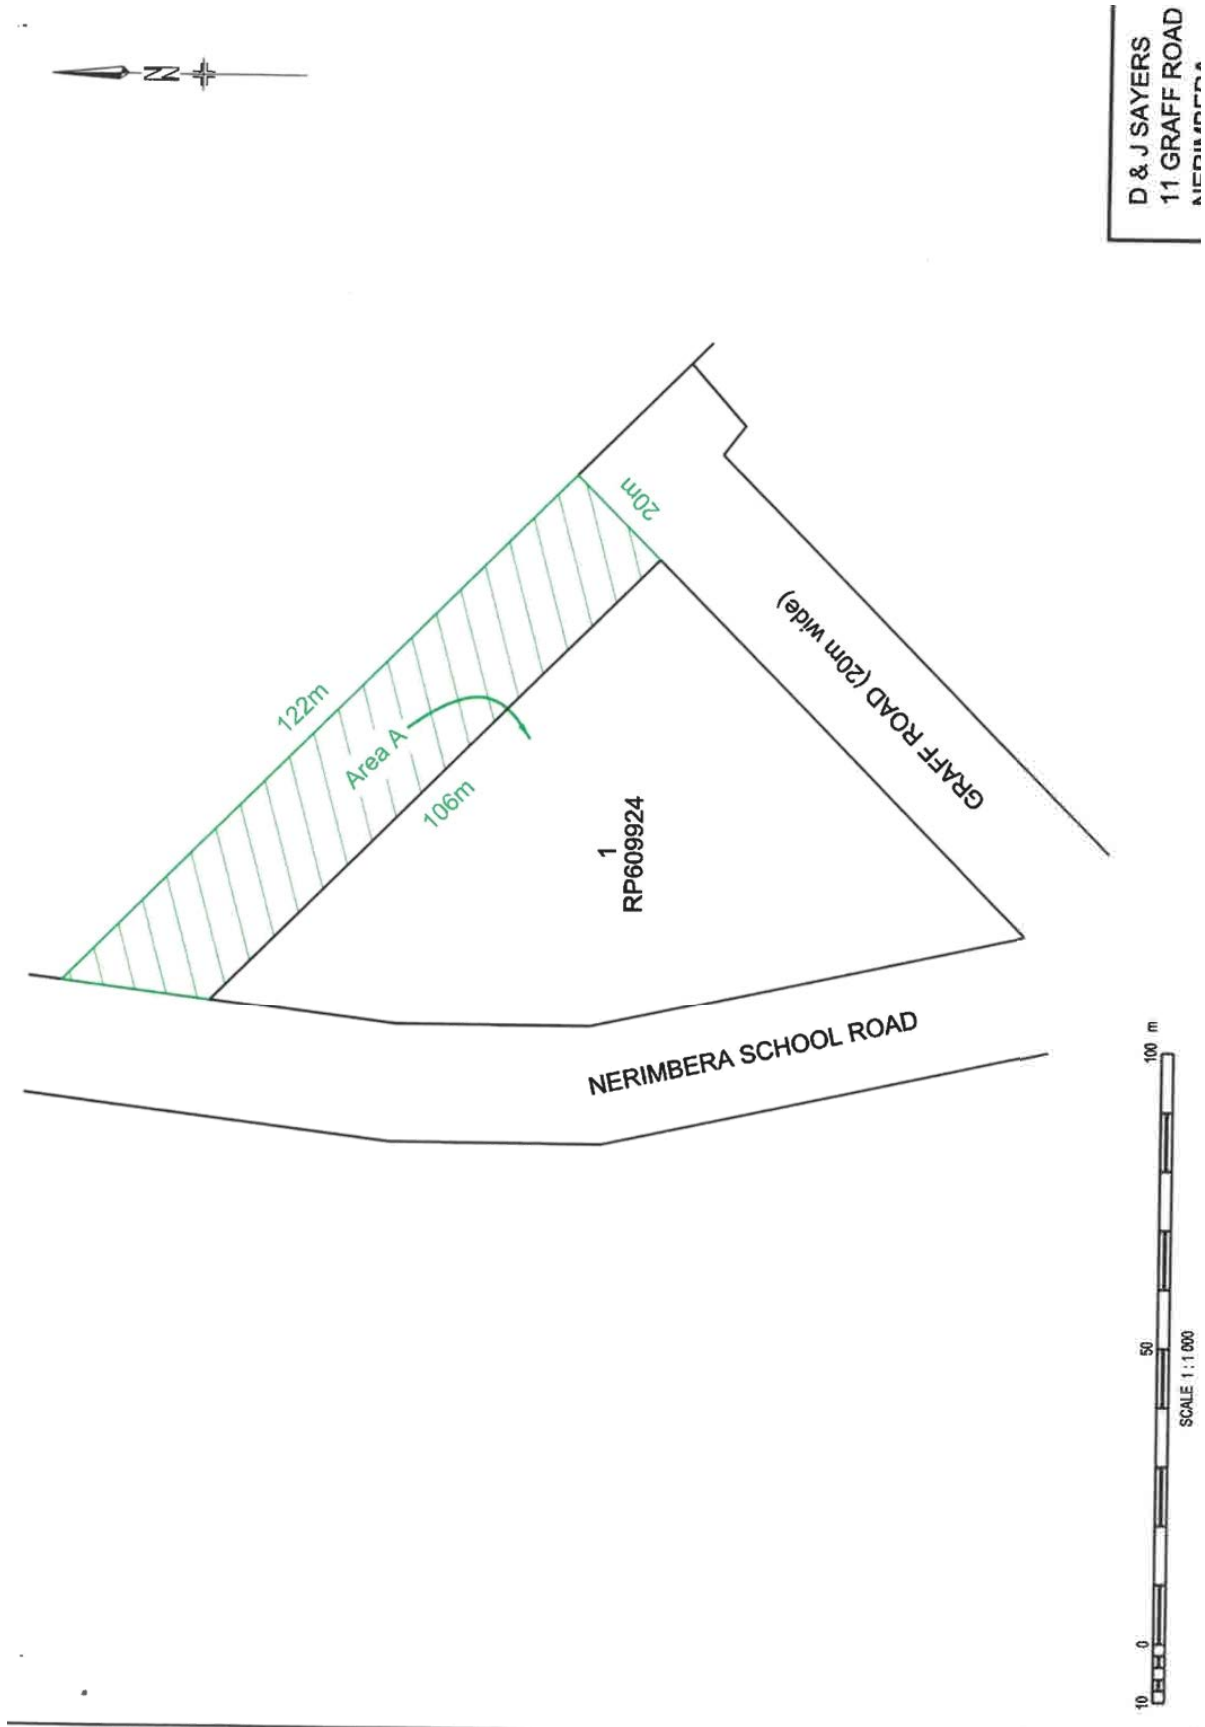 N
D & J SAYERS
11 GRAFF ROAD
20m
122m
Area A
106m
GRAFF ROAD (20m wide)
1
RP609924
NERIMBERA SCHOOL ROAD
10 0 50 100 m
SCALE 1 : 1 000